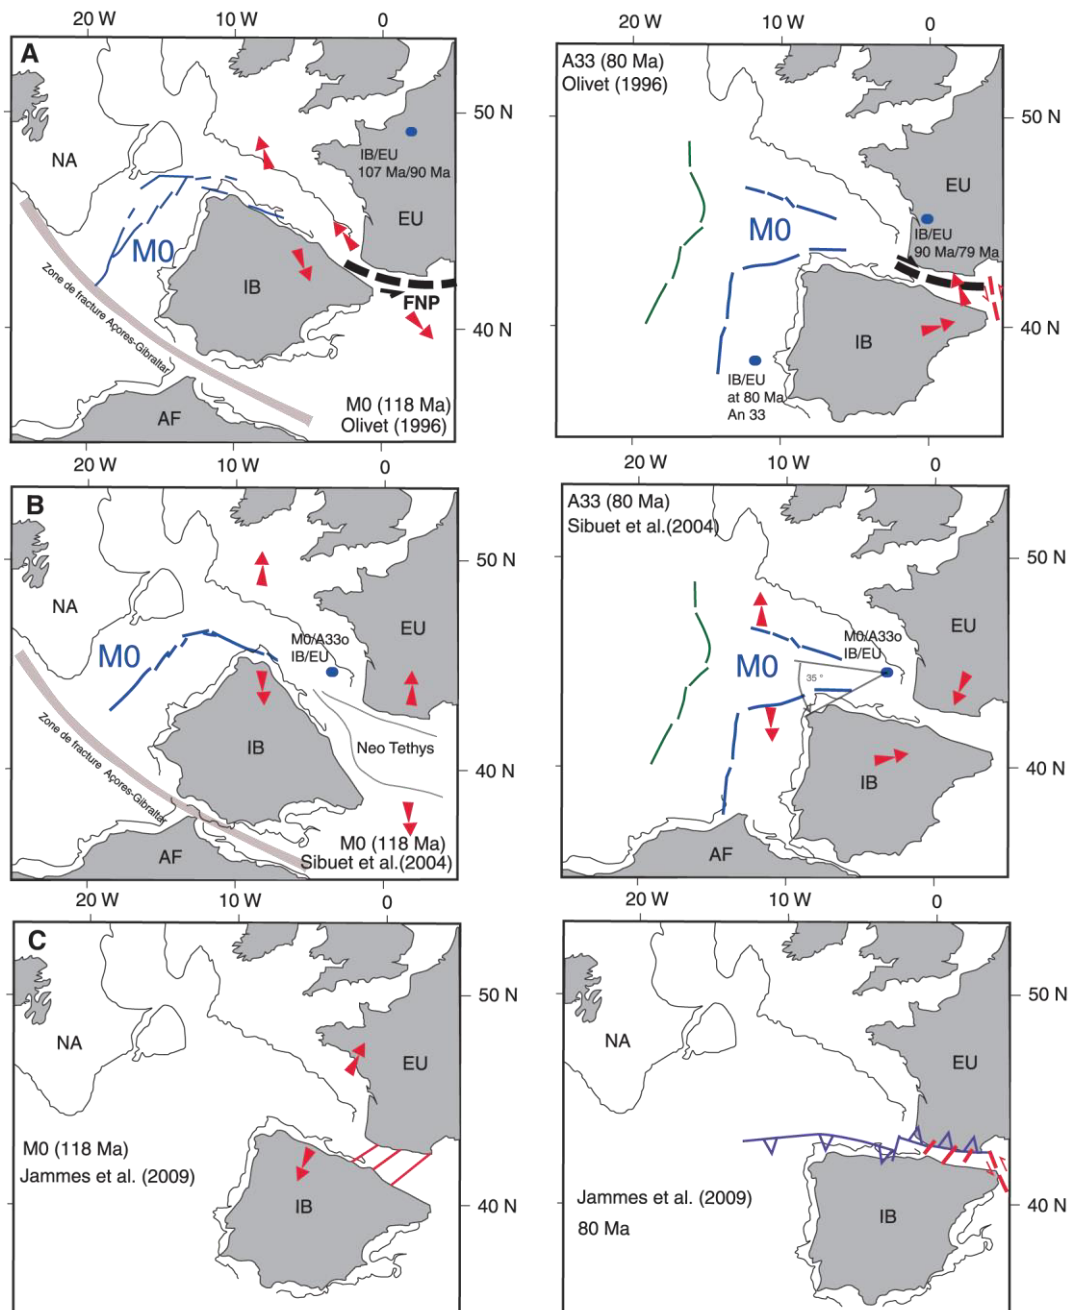 20 W
10 W
0
A
50 N
NA
IB/EU
107 Ma/90 Ma
EU
M0
IB
FNP
40 N
Zone de fracture Açores-Gibraltar
AF
M0 (118 Ma)
Olivet (1996)
20 W
10 W
0
A33 (80 Ma)
Olivet (1996)
50 N
EU
M0
IB/EU
90 Ma/79 Ma
40 N
IB
IB/EU
at 80 Ma
An 33
20 W
10 W
0
20 W
10 W
0
B
50 N
NA
EU
M0/A33o
IB/EU
M0
Neo Tethys
IB
40 N
Zone de fracture Açores-Gibraltar
M0 (118 Ma)
Sibuet et al.(2004)
AF
A33 (80 Ma)
Sibuet et al.(2004)
50 N
EU
M0/A33o
IB/EU
M0
35 °
IB
40 N
AF
20 W
10 W
0
20 W
10 W
0
C
50 N
NA
EU
M0 (118 Ma)
Jammes et al. (2009)
IB
40 N
50 N
NA
EU
Jammes et al. (2009)
80 Ma
IB
40 N